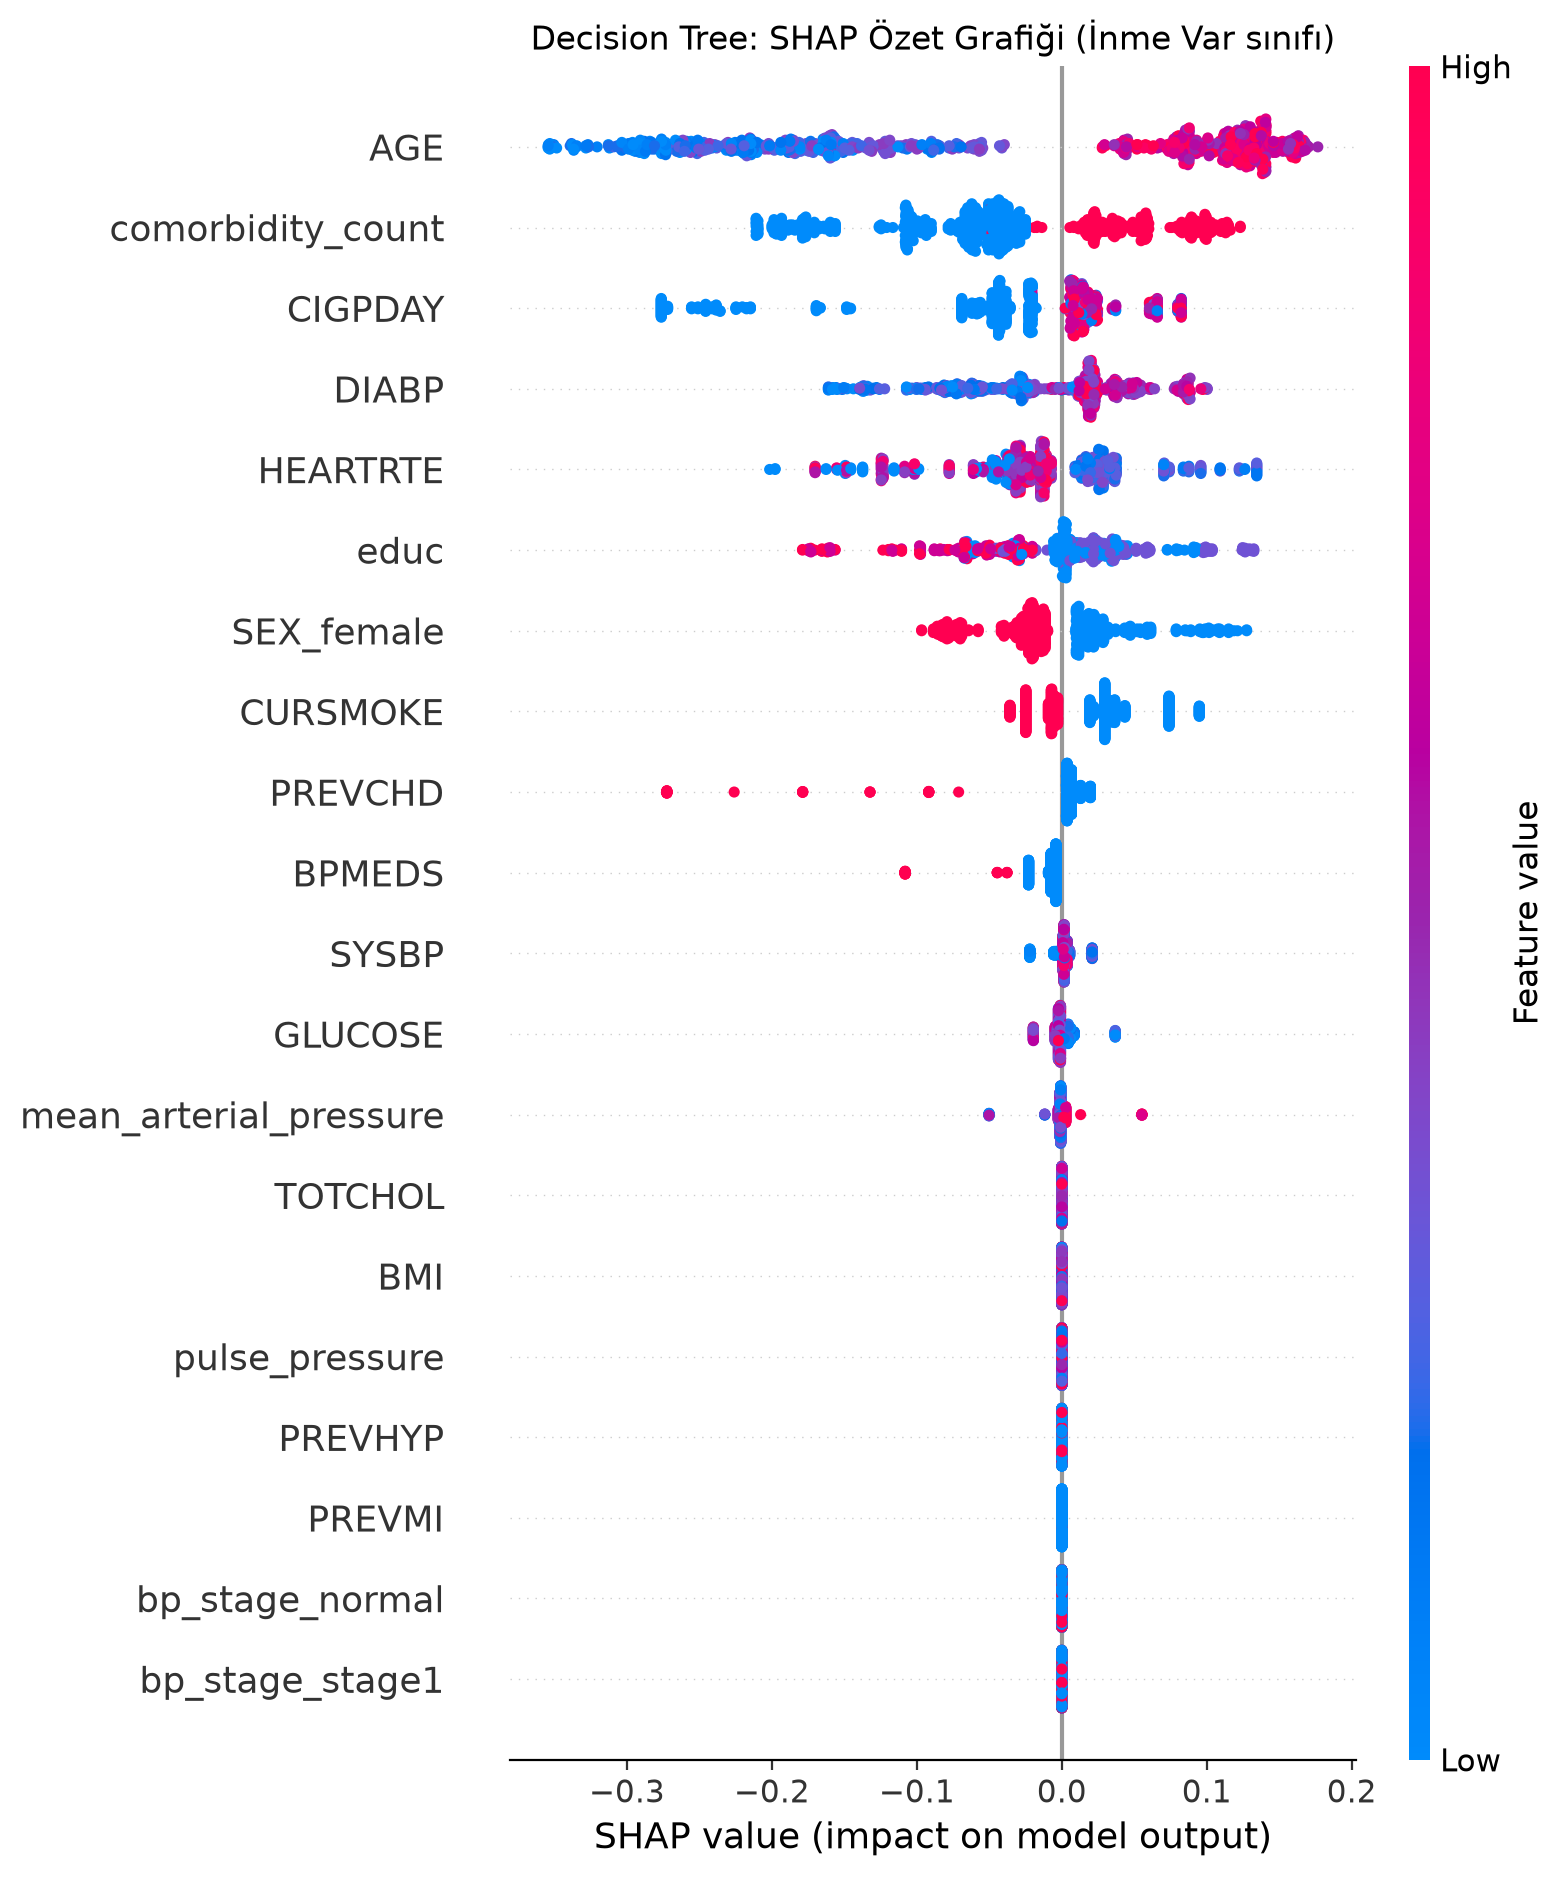 Decision Tree: SHAP Özet Grafiği (İnme Var sınıfı)
High
AGE
comorbidity_count
CIGPDAY
DIABP
HEARTRTE
educ
SEX_female
CURSMOKE
PREVCHD
BPMEDS
SYSBP
GLUCOSE
mean_arterial_pressure
TOTCHOL
BMI
pulse_pressure
PREVHYP
PREVMI
bp_stage_normal
bp_stage_stage1
Feature value
Low
−0.3 −0.2 −0.1 0.0 0.1 0.2
SHAP value (impact on model output)